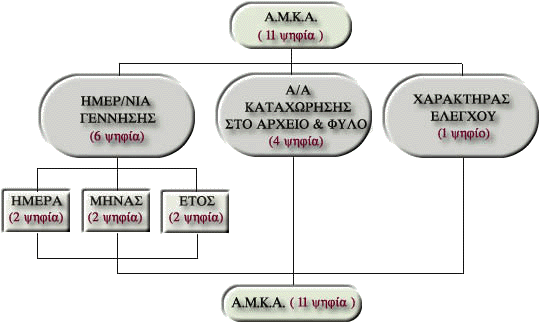 Α.Μ.Κ.Α.
( 11 ψηφία)
ΗΜΕΡ/ΝΙΑ
ΓΕΝΝΗΣΗΣ
(6 ψηφία)
Α/Α
ΚΑΤΑΧΩΡΗΣΗΣ
ΣΤΟ ΑΡΧΕΙΟ & ΦΥΛΟ
(4 ψηφία)
ΧΑΡΑΚΤΗΡΑΣ
ΕΛΕΓΧΟΥ
(1 ψηφίο)
ΗΜΕΡΑ
(2 ψηφία)
ΜΗΝΑΣ
(2 ψηφία)
ΕΤΟΣ
(2 ψηφία)
Α.Μ.Κ.Α. ( 11 ψηφία )